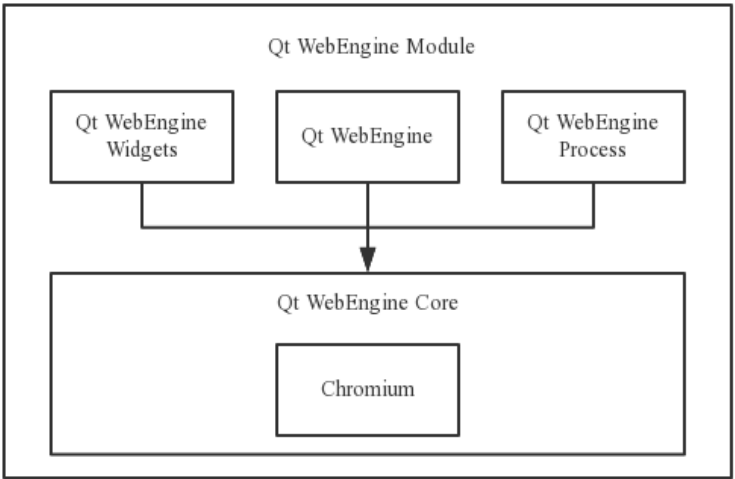 Qt WebEngine Module
Qt WebEngine
Widgets
Qt WebEngine
Qt WebEngine
Process
Qt WebEngine Core
Chromium